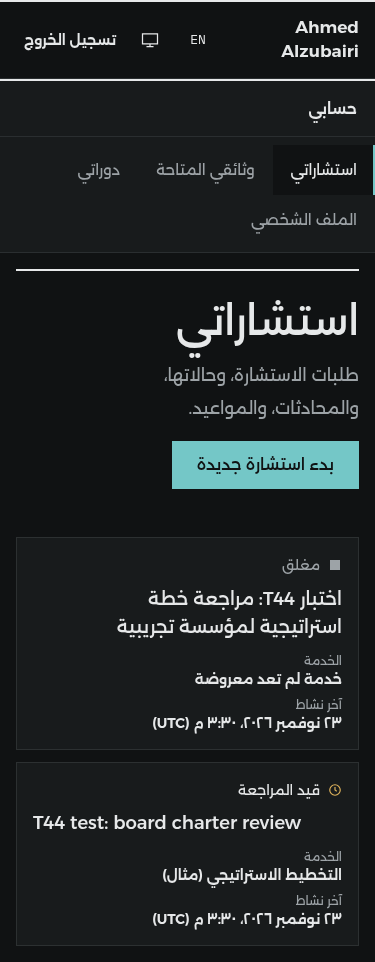 Ahmed
Alzubairi
EN
تسجيل الخروج
حسابي
استشاراتي
وثائقي المتاحة
دوراتي
الملف الشخصي
استشاراتي
طلبات الاستشارة، وحالاتها،
والمحادثات، والمواعيد.
بدء استشارة جديدة
مغلق
اختبار T44: مراجعة خطة
استراتيجية لمؤسسة تجريبية
الخدمة
خدمة لم تعد معروضة
آخر نشاط
٢٣ نوفمبر ٢٠٢٦، ٣:٣٠ م (UTC)
قيد المراجعة
T44 test: board charter review
الخدمة
التخطيط الاستراتيجي (مثال)
آخر نشاط
٢٣ نوفمبر ٢٠٢٦، ٣:٣٠ م (UTC)